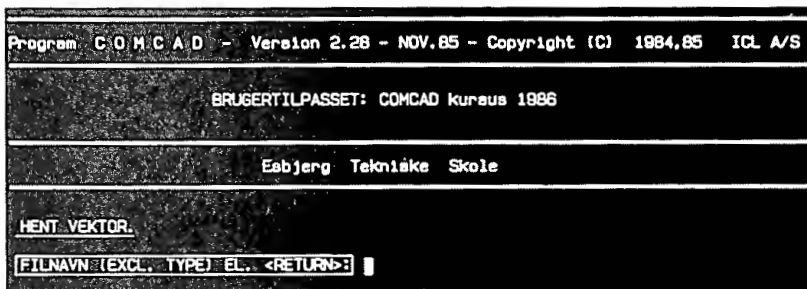 Program C O M C A D - Version 2.28 - NOV.85 - Copyright (C) 1984,85 ICL A/S
BRUGERTILPASSET: COMCAD kursus 1986
Esbjerg Tekniske Skole
HENT VEKTOR.
FILNAVN (EXCL. TYPE) EL. <RETURN>: